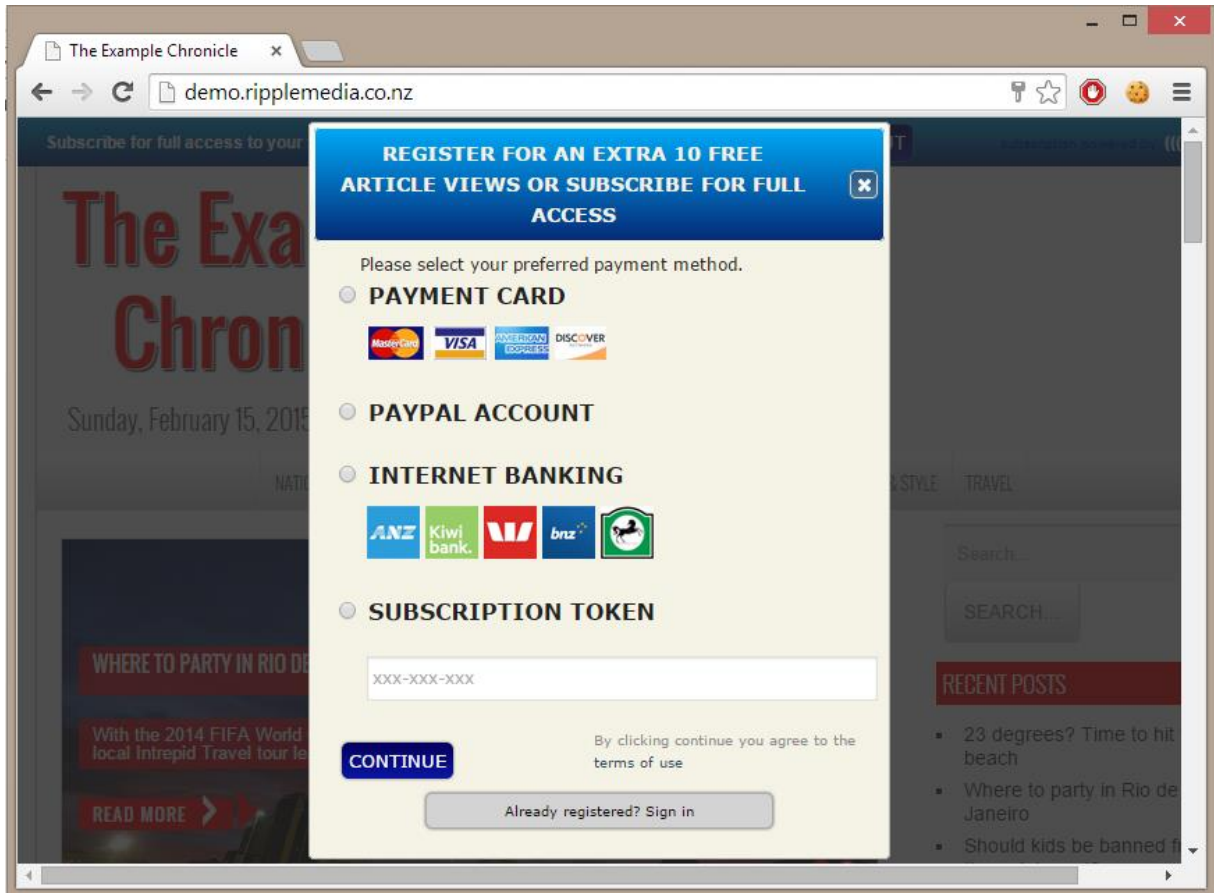 The Example Chronicle
demo.ripplemedia.co.nz
Subscribe for full access to your
REGISTER FOR AN EXTRA 10 FREE
ARTICLE VIEWS OR SUBSCRIBE FOR FULL
ACCESS
The Exa
Chron
Sunday, February 15, 2015
Please select your preferred payment method.
PAYMENT CARD
MasterCard VISA AMERICAN EXPRESS DISCOVER
PAYPAL ACCOUNT
INTERNET BANKING
ANZ Kiwi bank. bnz
SUBSCRIPTION TOKEN
xxx-xxx-xxx
By clicking continue you agree to the
terms of use
CONTINUE
Already registered? Sign in
NATIO
& STYLE TRAVEL
WHERE TO PARTY IN RIO DE
With the 2014 FIFA World
local Intrepid Travel tour le
READ MORE
Search...
SEARCH...
RECENT POSTS
23 degrees? Time to hit
beach
Where to party in Rio de
Janeiro
Should kids be banned f